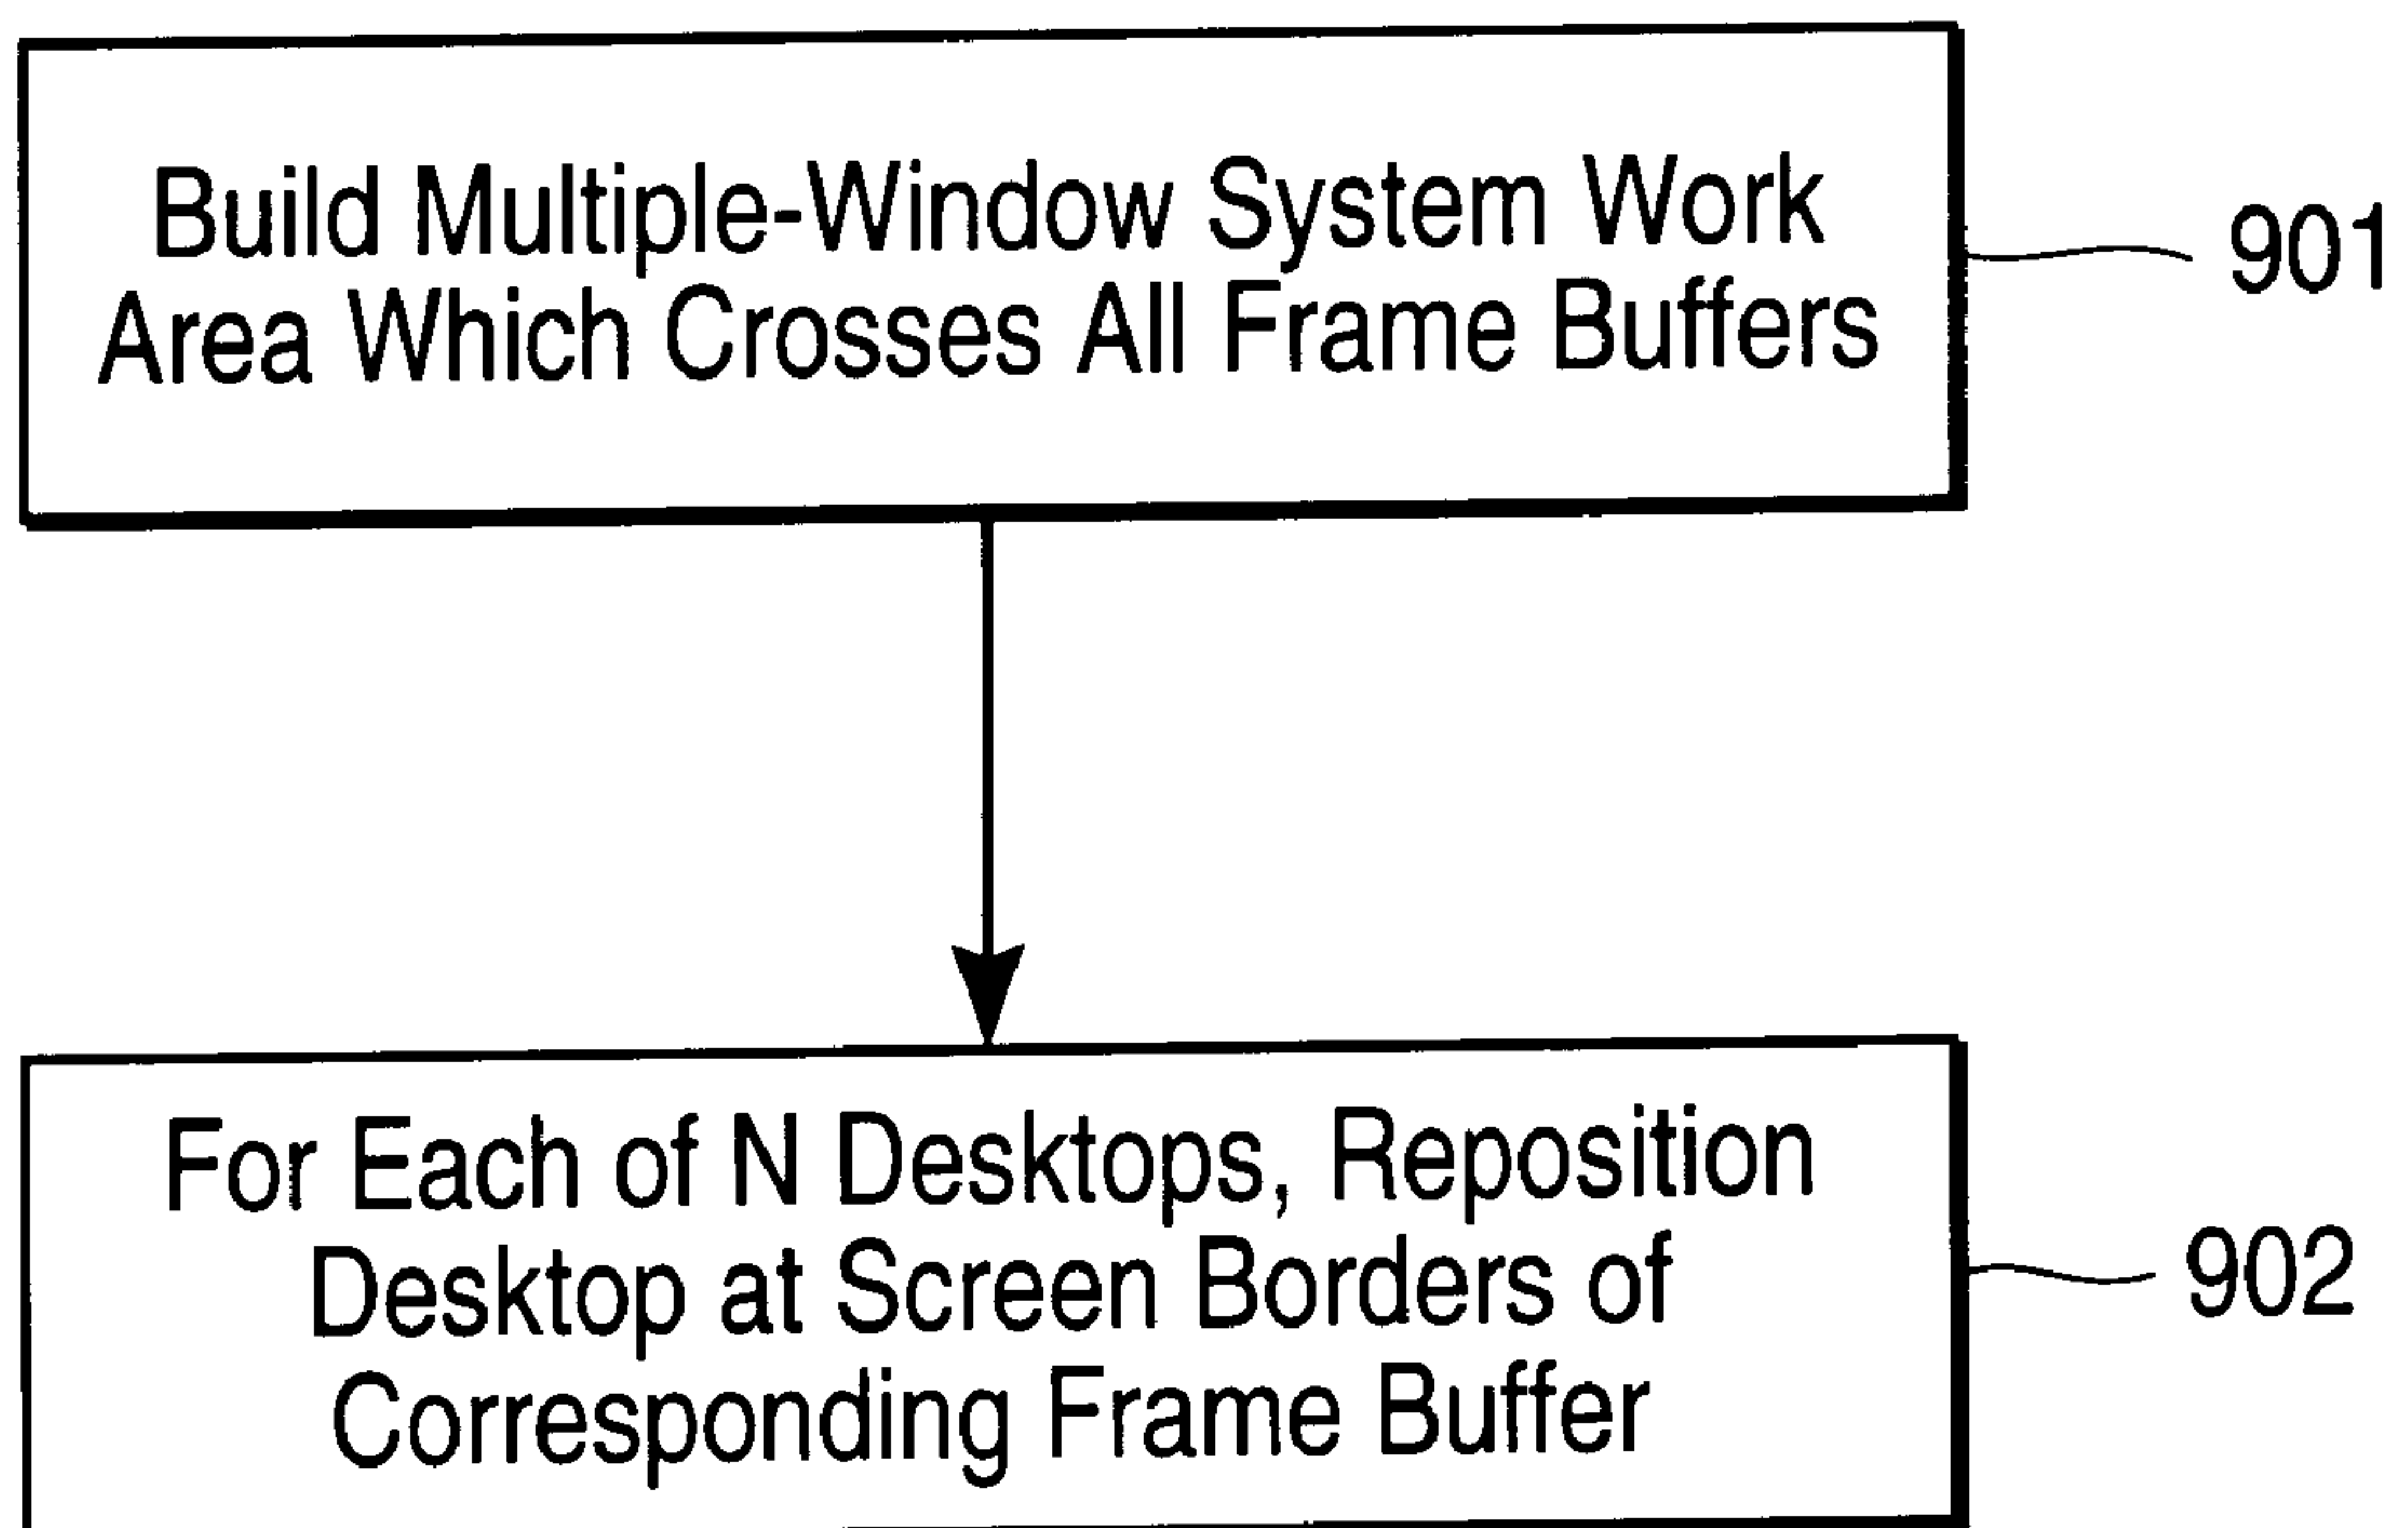 Build Multiple-Window System Work
Area Which Crosses All Frame Buffers
901
For Each of N Desktops, Reposition
Desktop at Screen Borders of
Corresponding Frame Buffer
902